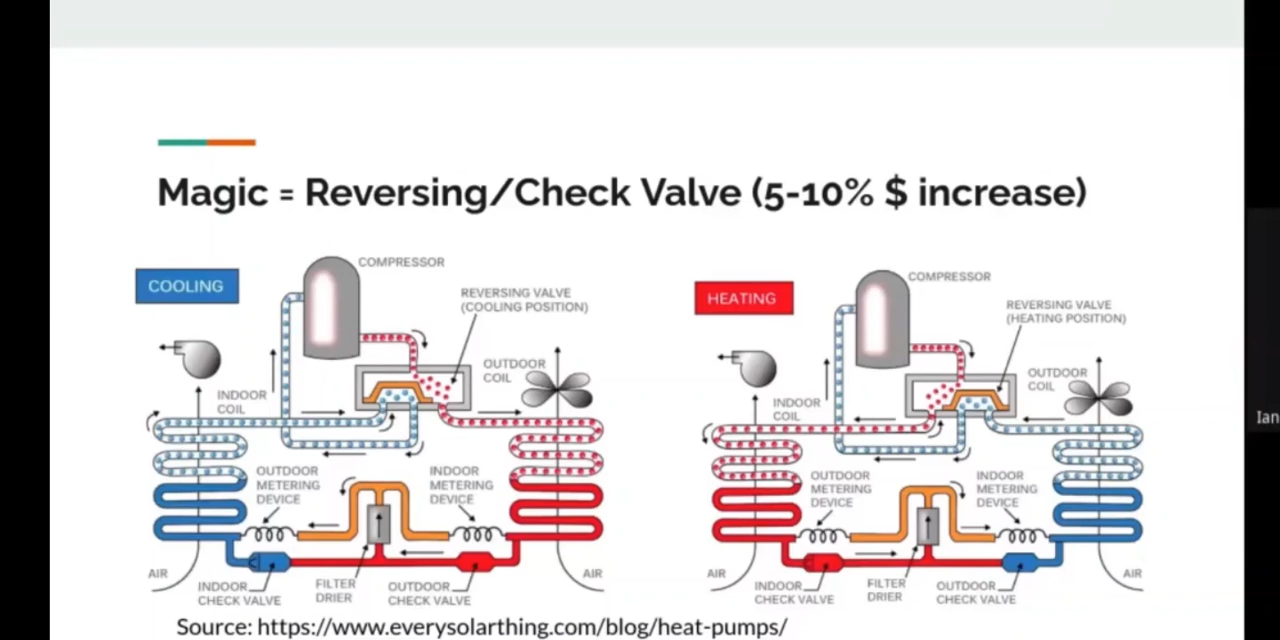 Magic = Reversing/Check Valve (5-10% $ increase)
COOLING
COMPRESSOR
REVERSING VALVE
(COOLING POSITION)
OUTDOOR
COIL
INDOOR
COIL
OUTDOOR
METERING
DEVICE
INDOOR
METERING
DEVICE
AIR
INDOOR
CHECK VALVE
FILTER
DRIER
OUTDOOR
CHECK VALVE
AIR
HEATING
COMPRESSOR
REVERSING VALVE
(HEATING POSITION)
OUTDOOR
COIL
INDOOR
COIL
OUTDOOR
METERING
DEVICE
INDOOR
METERING
DEVICE
AIR
INDOOR
CHECK VALVE
FILTER
DRIER
OUTDOOR
CHECK VALVE
AIR
Source: https://www.everysolarthing.com/blog/heat-pumps/
Ian